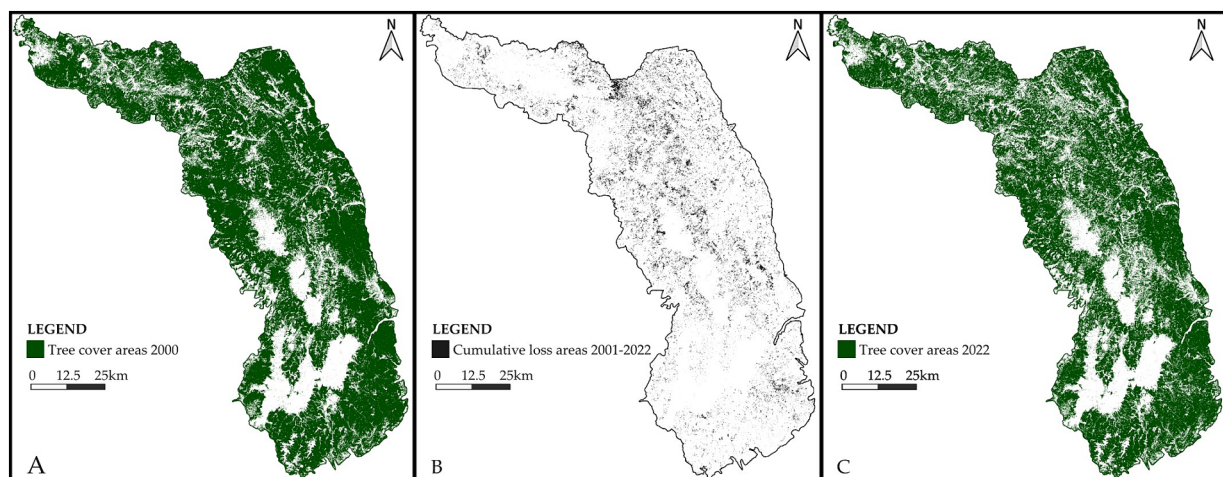 N
LEGEND
Tree cover areas 2000
0 12.5 25km
A
N
LEGEND
Cumulative loss areas 2001-2022
0 12.5 25km
B
N
LEGEND
Tree cover areas 2022
0 12.5 25km
C